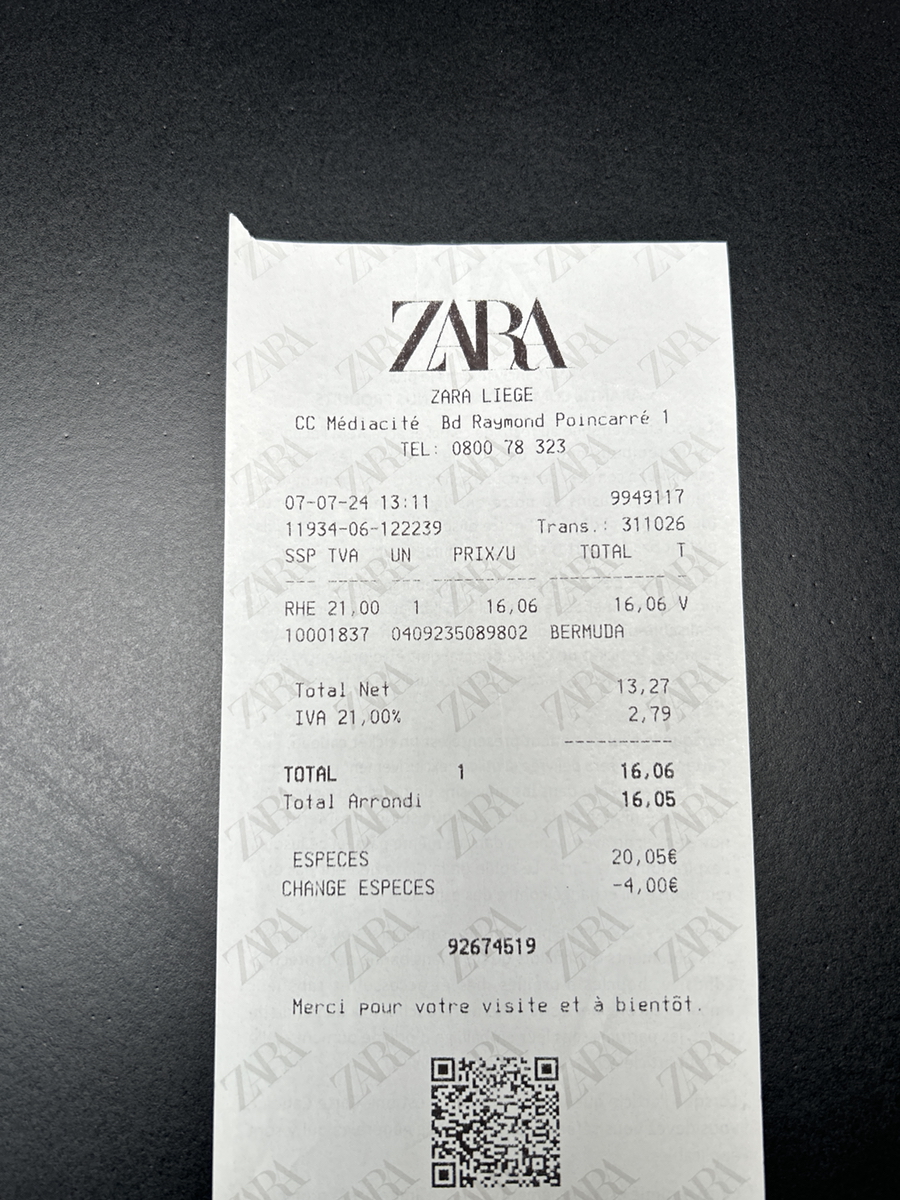 ZARA
ZARA LIEGE
CC Médiacité Bd Raymond Poincarré 1
TEL: 0800 78 323
07-07-24 13:11 9949117
11934-06-122239 Trans.: 311026
SSP TVA UN PRIX/U TOTAL T
RHE 21,00 1 16,06 16,06 V
10001837 0409235089802 BERMUDA
Total Net 13,27
IVA 21,00% 2,79
TOTAL 1 16,06
Total Arrondi 16,05
ESPECES 20,05€
CHANGE ESPECES -4,00€
92674519
Merci pour votre visite et à bientôt.